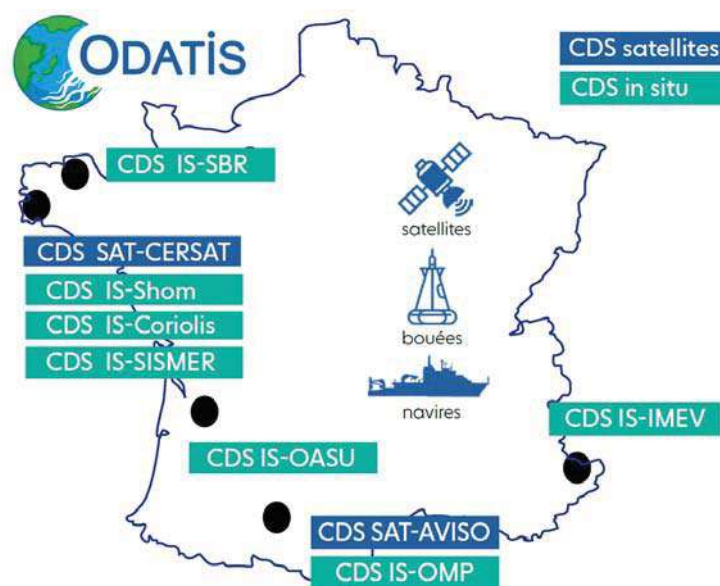 ODATiS
CDS satellites
CDS in situ
CDS IS-SBR
satellites
CDS SAT-CERSAT
CDS IS-Shom
CDS IS-Coriolis
CDS IS-SISMER
bouées
navires
CDS IS-IMEV
CDS IS-OASU
CDS SAT-AVISO
CDS IS-OMP